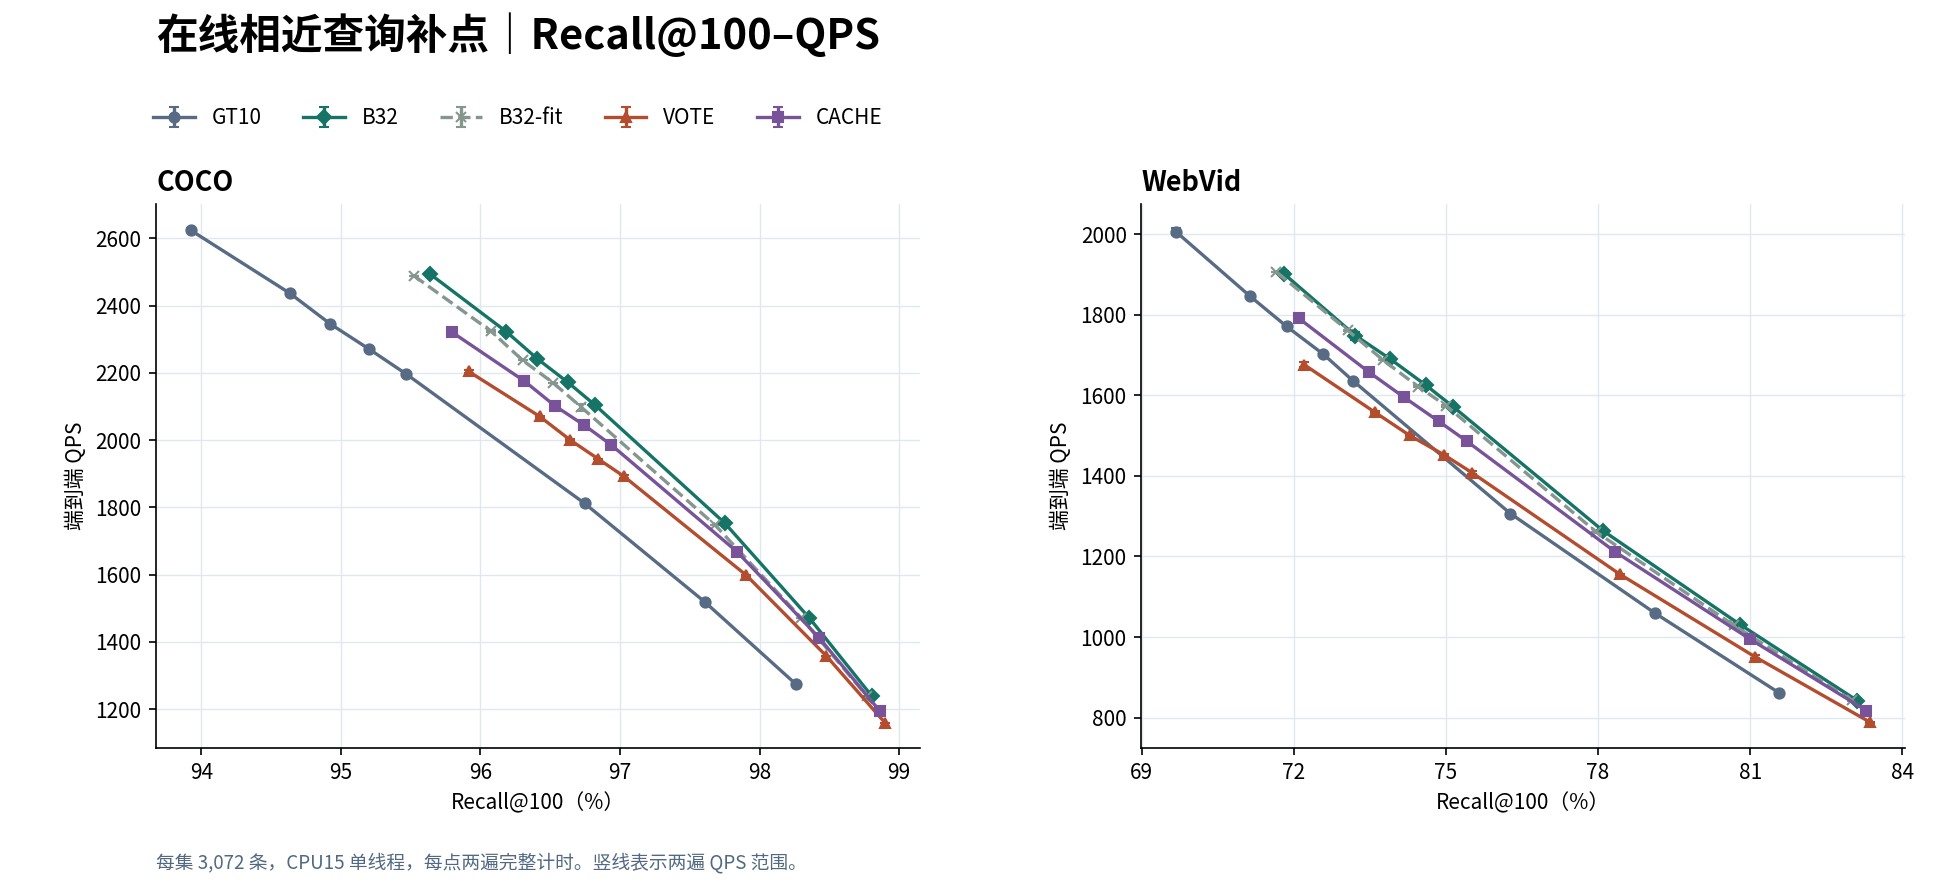 在线相近查询补点｜Recall@100–QPS
GT10 B32 B32-fit VOTE CACHE
COCO
2600
2400
2200
2000
1800
1600
1400
1200
端到端 QPS
94 95 96 97 98 99
Recall@100（%）
WebVid
2000
1800
1600
1400
1200
1000
800
端到端 QPS
69 72 75 78 81 84
Recall@100（%）
每集 3,072 条，CPU15 单线程，每点两遍完整计时。竖线表示两遍 QPS 范围。